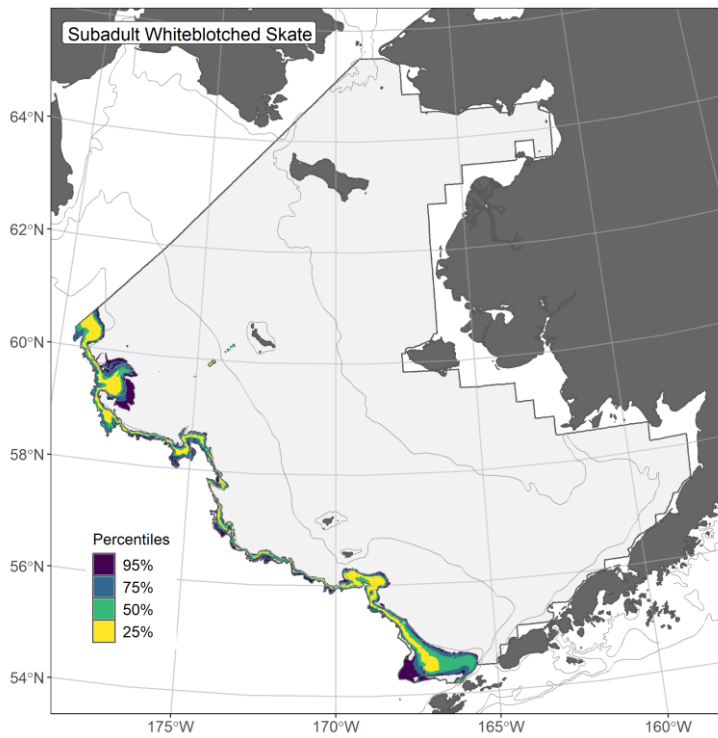 Subadult Whiteblotched Skate
64°N
62°N
60°N
58°N
56°N
54°N
Percentiles
95%
75%
50%
25%
175°W
170°W
165°W
160°W